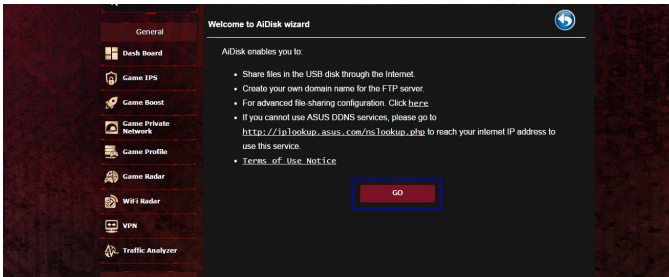 General
Dash Board
Game IPS
Game Boost
Game Private
Network
Game Profile
Game Radar
WiFi Radar
VPN
Traffic Analyzer
Welcome to AiDisk wizard
AiDisk enables you to:
• Share files in the USB disk through the Internet.
• Create your own domain name for the FTP server.
• For advanced file-sharing configuration. Click here
• If you cannot use ASUS DDNS services, please go to
http://iplookup.asus.com/nslookup.php to reach your internet IP address to
use this service.
• Terms of Use Notice
GO